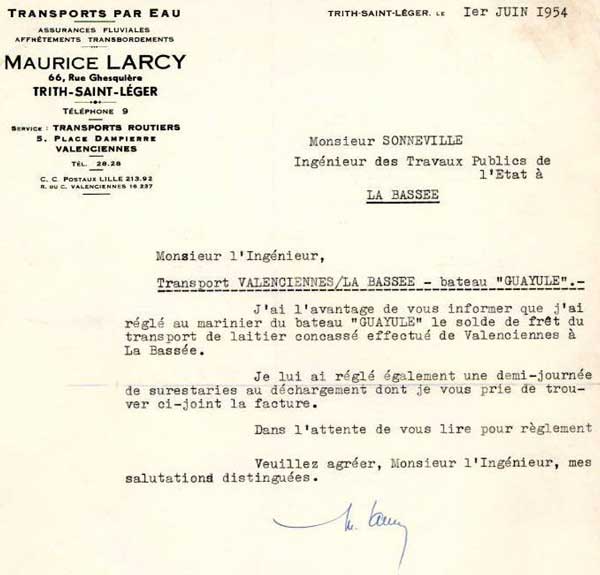 TRANSPORTS PAR EAU
ASSURANCES FLUVIALES
AFFRÈTEMENTS TRANSBORDEMENTS
MAURICE LARCY
66, Rue Ghesquière
TRITH-SAINT-LÉGER
TÉLÉPHONE 9
SERVICE : TRANSPORTS ROUTIERS
5, PLACE DAMPIERRE
VALENCIENNES
TÉL. 28.28
C. C. POSTAUX LILLE 213.92
R. DU C. VALENCIENNES 16 237
TRITH-SAINT-LÉGER, LE 1er JUIN 1954
Monsieur SONNEVILLE
Ingénieur des Travaux Publics de
l'Etat à
LA BASSEE
Monsieur l'Ingénieur,
Transport VALENCIENNES/LA BASSEE - bateau "GUAYULE".-
J'ai l'avantage de vous informer que j'ai
réglé au marinier du bateau "GUAYULE" le solde de frêt du
transport de laitier concassé effectué de Valenciennes à
La Bassée.
Je lui ai réglé également une demi-journée
de surestaries au déchargement dont je vous prie de trou-
ver ci-joint la facture.
Dans l'attente de vous lire pour règlement
Veuillez agréer, Monsieur l'Ingénieur, mes
salutations distinguées.
M. Larcy